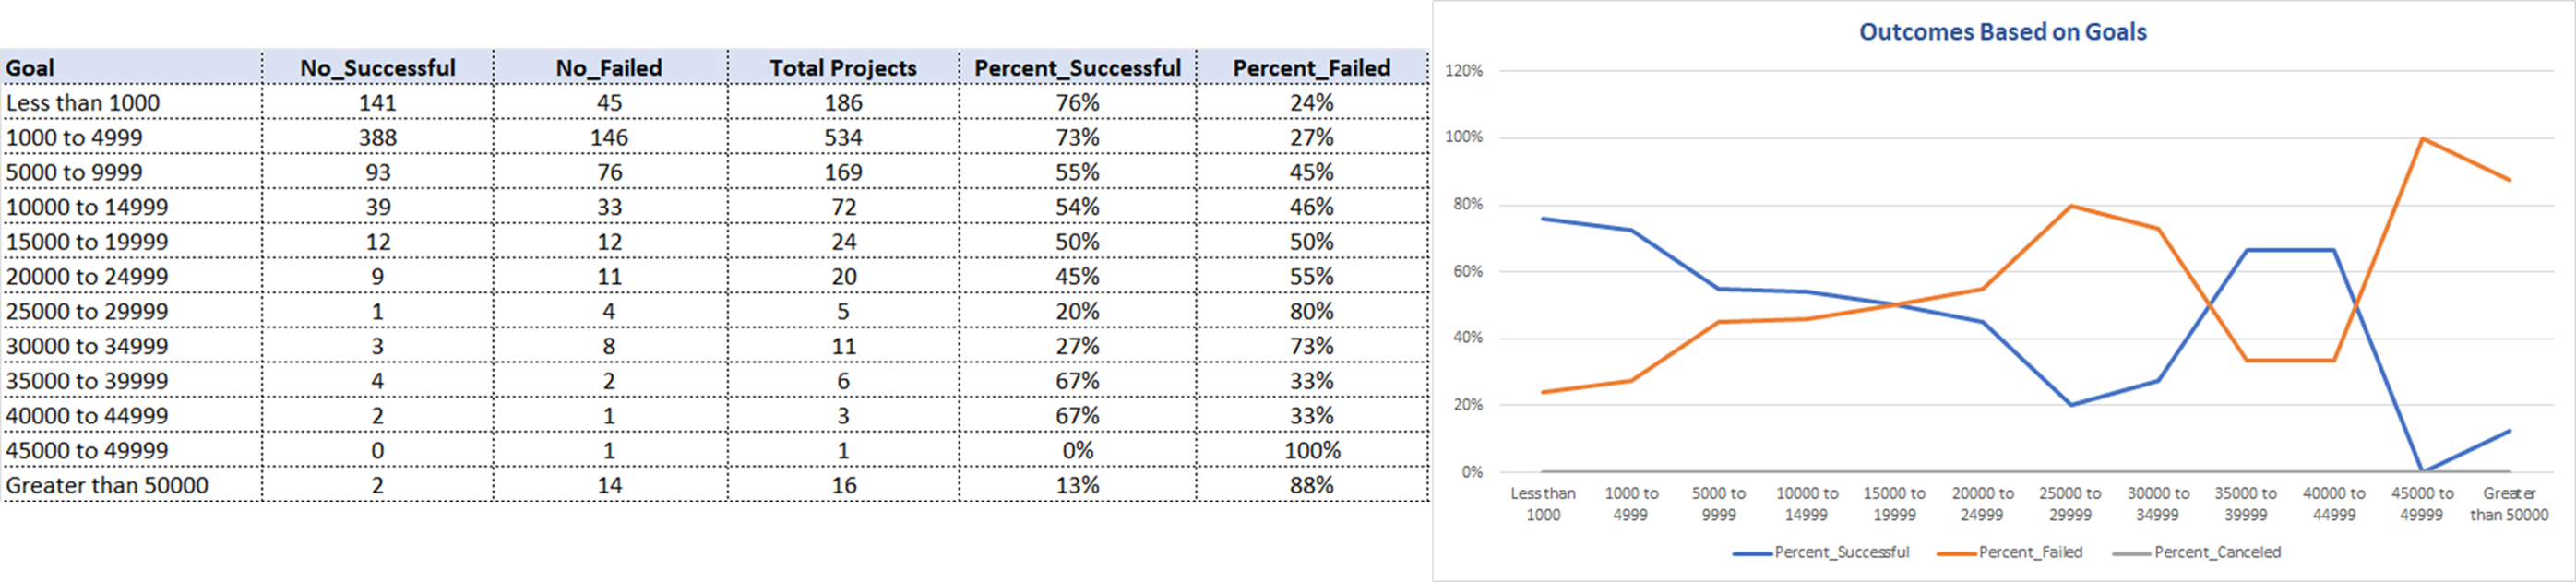 Goal No_Successful No_Failed Total Projects Percent_Successful Percent_Failed
Less than 1000 141 45 186 76% 24%
1000 to 4999 388 146 534 73% 27%
5000 to 9999 93 76 169 55% 45%
10000 to 14999 39 33 72 54% 46%
15000 to 19999 12 12 24 50% 50%
20000 to 24999 9 11 20 45% 55%
25000 to 29999 1 4 5 20% 80%
30000 to 34999 3 8 11 27% 73%
35000 to 39999 4 2 6 67% 33%
40000 to 44999 2 1 3 67% 33%
45000 to 49999 0 1 1 0% 100%
Greater than 50000 2 14 16 13% 88%
Outcomes Based on Goals
120%
100%
80%
60%
40%
20%
0%
Less than 1000 to 5000 to 10000 to 15000 to 20000 to 25000 to 30000 to 35000 to 40000 to 45000 to Greater
1000 4999 9999 14999 19999 24999 29999 34999 39999 44999 49999 than 50000
Percent_Successful Percent_Failed Percent_Canceled